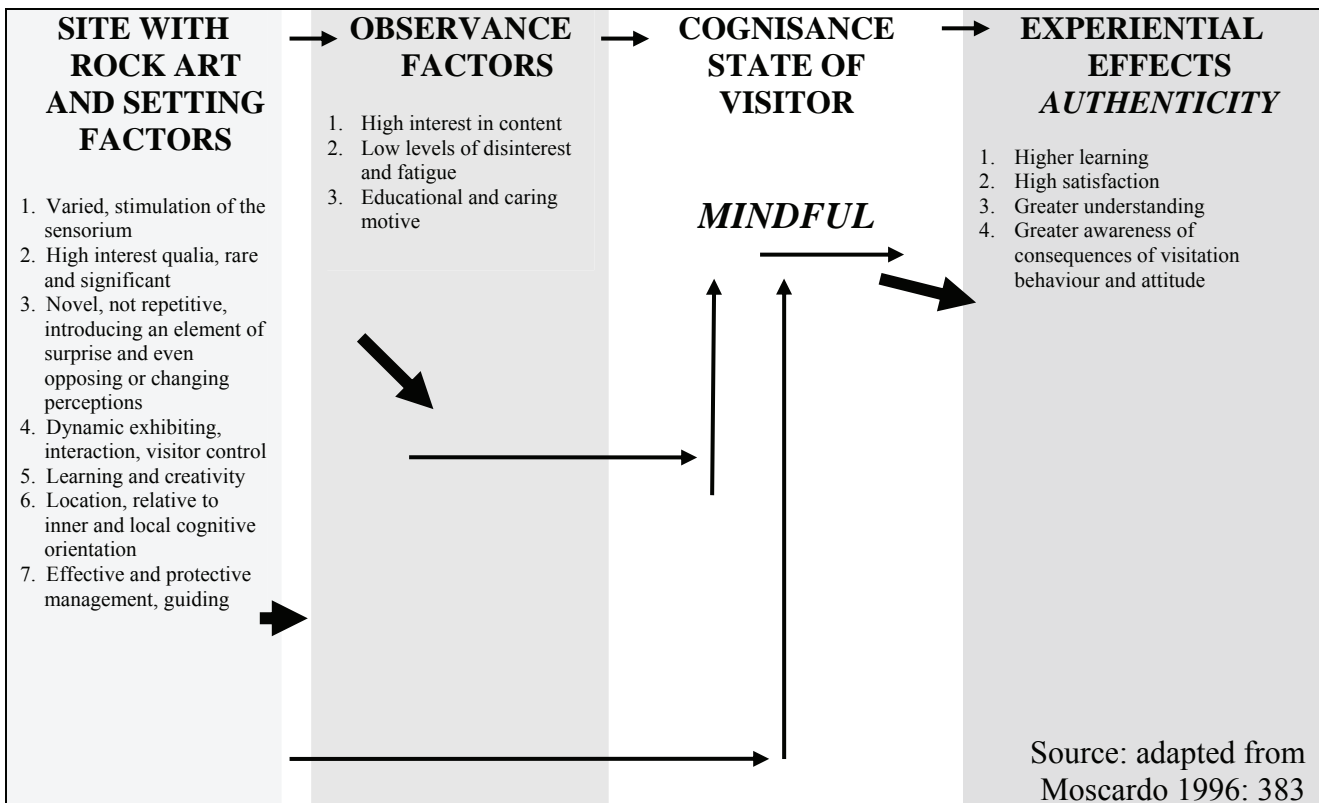 SITE WITH
ROCK ART
AND SETTING
FACTORS
1. Varied, stimulation of the
sensorium
2. High interest qualia, rare
and significant
3. Novel, not repetitive,
introducing an element of
surprise and even
opposing or changing
perceptions
4. Dynamic exhibiting,
interaction, visitor control
5. Learning and creativity
6. Location, relative to
inner and local cognitive
orientation
7. Effective and protective
management, guiding
OBSERVANCE
FACTORS
1. High interest in content
2. Low levels of disinterest
and fatigue
3. Educational and caring
motive
COGNISANCE
STATE OF
VISITOR
MINDFUL
EXPERIENTIAL
EFFECTS
AUTHENTICITY
1. Higher learning
2. High satisfaction
3. Greater understanding
4. Greater awareness of
consequences of visitation
behaviour and attitude
Source: adapted from
Moscardo 1996: 383